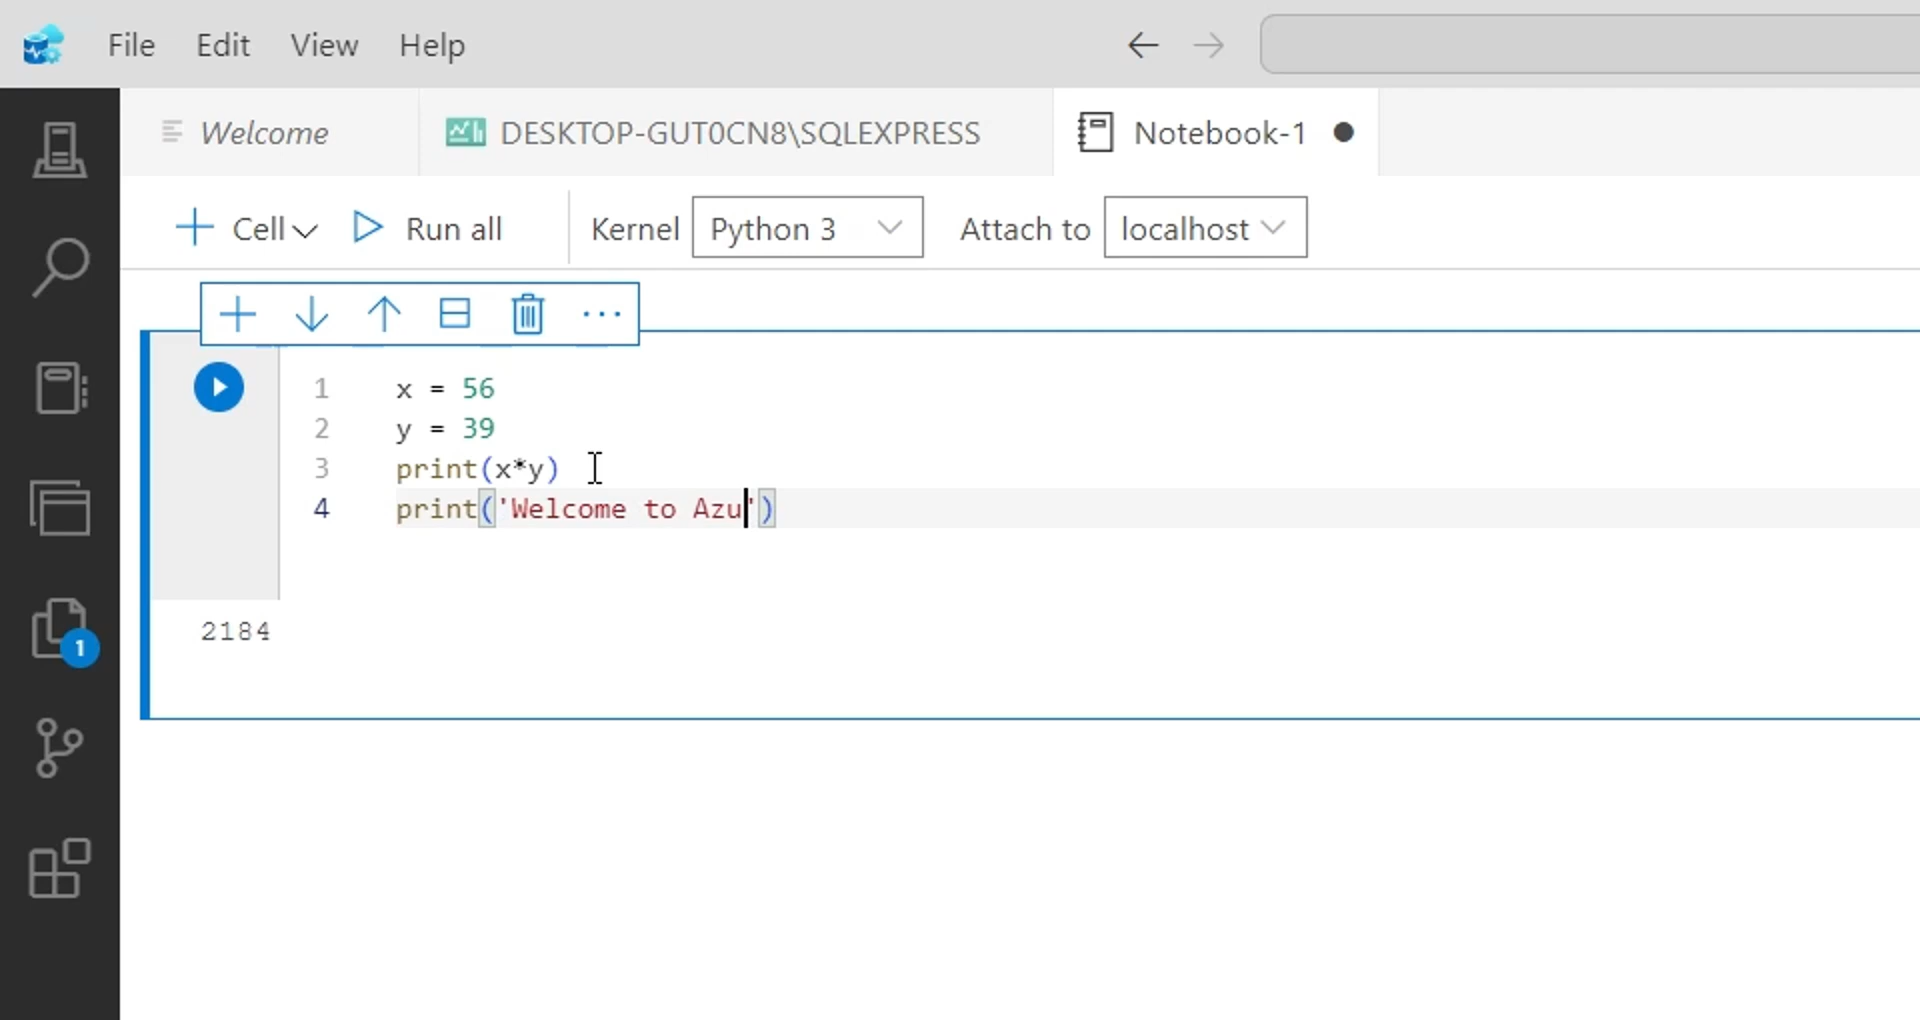 File Edit View Help
Welcome DESKTOP-GUT0CN8\SQLEXPRESS Notebook-1
Cell Run all Kernel Python 3 Attach to localhost
1 x = 56
2 y = 39
3 print(x*y)
4 print('Welcome to Azu')
2184
1